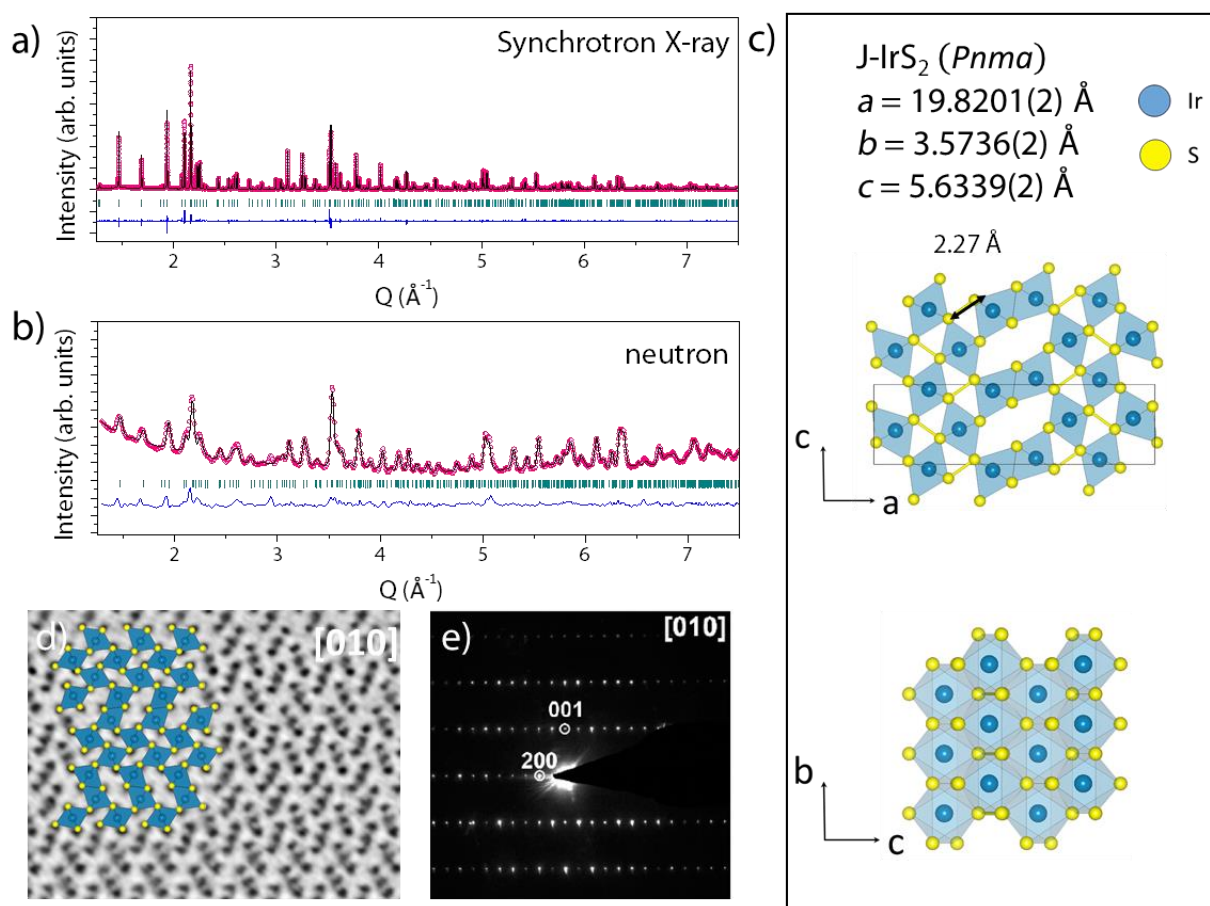 a)
Synchrotron X-ray
Intensity (arb. units)
2 3 4 5 6 7
Q (Å⁻¹)
b)
neutron
Intensity (arb. units)
2 3 4 5 6 7
Q (Å⁻¹)
c)
J-IrS₂ (Pnma)
a = 19.8201(2) Å
b = 3.5736(2) Å
c = 5.6339(2) Å
Ir
S
2.27 Å
c
a
b
c
d)
[010]
e)
[010]
001
200